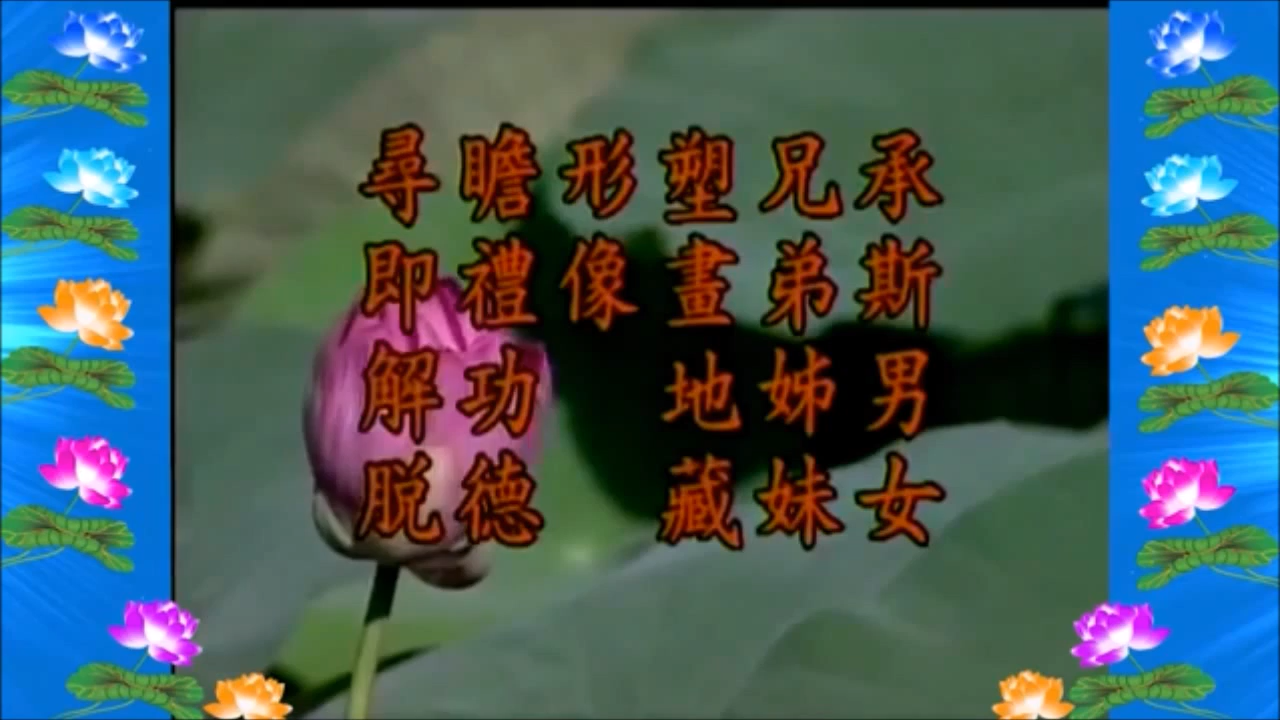 承斯男女
兄弟姊妹
塑畫地藏
形像
瞻禮功德
尋即解脫